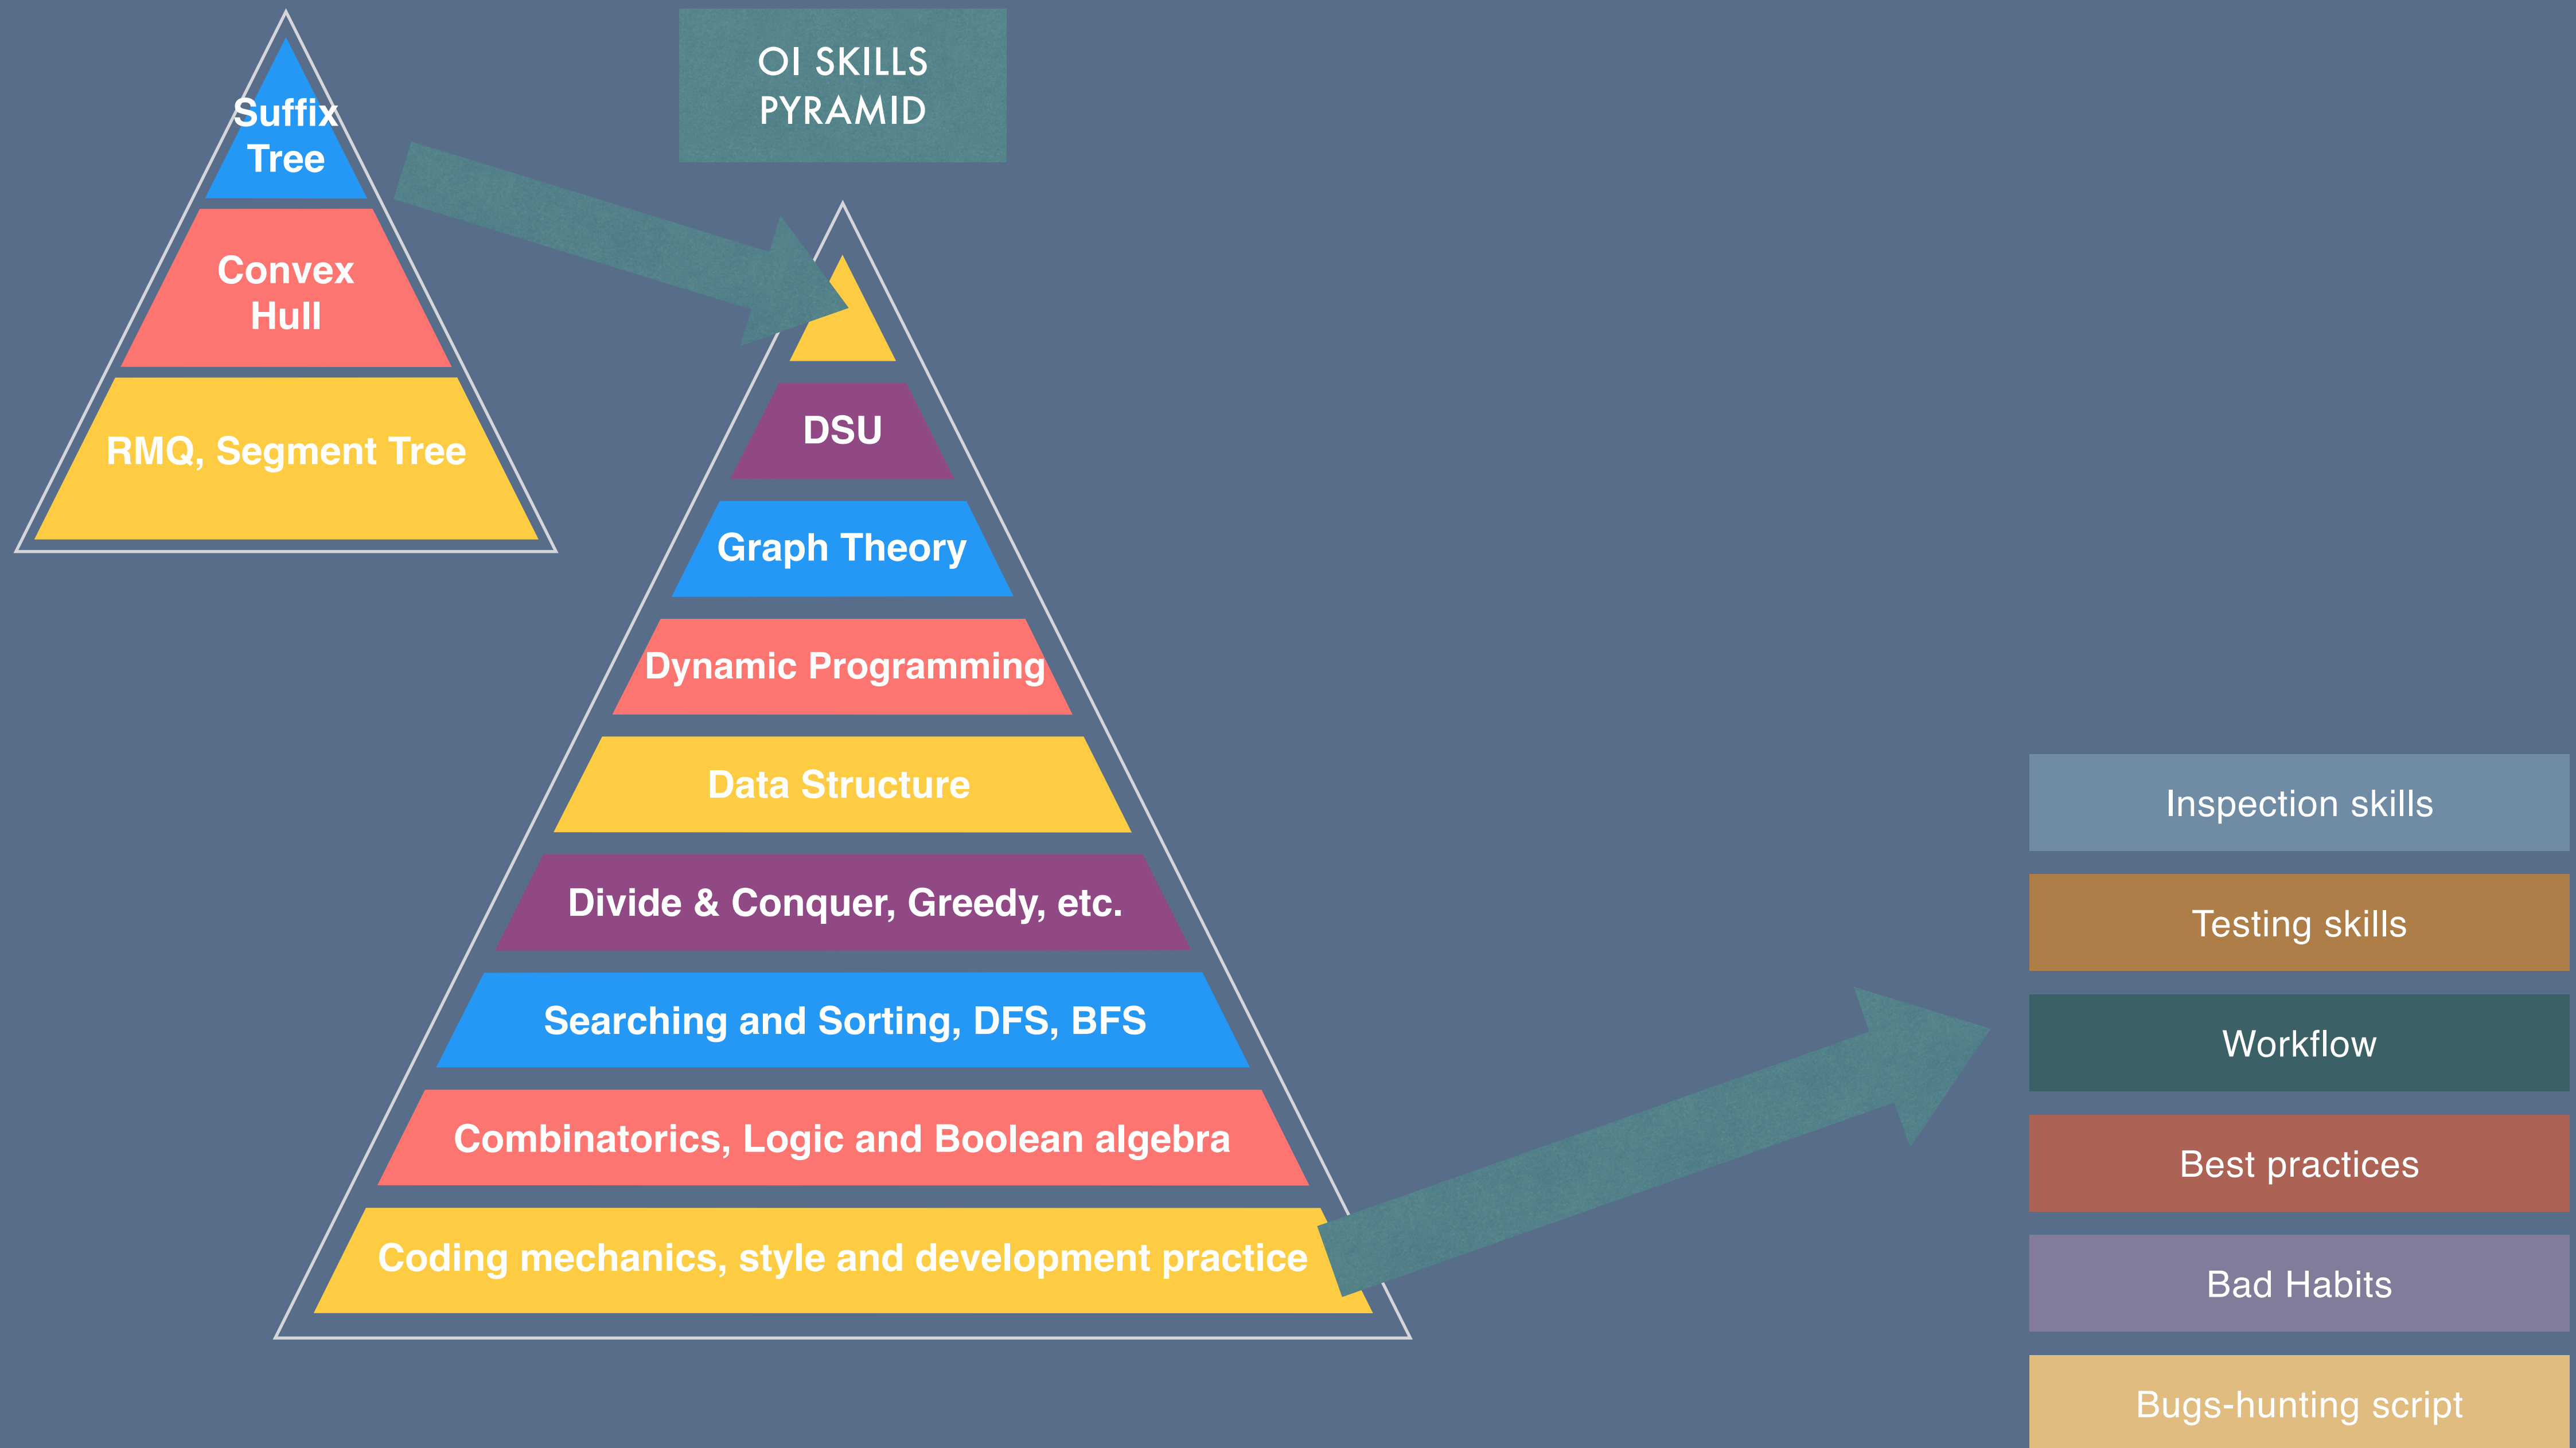 OI SKILLS
PYRAMID
Suffix
Tree
Convex
Hull
RMQ, Segment Tree
DSU
Graph Theory
Dynamic Programming
Data Structure
Divide & Conquer, Greedy, etc.
Searching and Sorting, DFS, BFS
Combinatorics, Logic and Boolean algebra
Coding mechanics, style and development practice
Inspection skills
Testing skills
Workflow
Best practices
Bad Habits
Bugs-hunting script